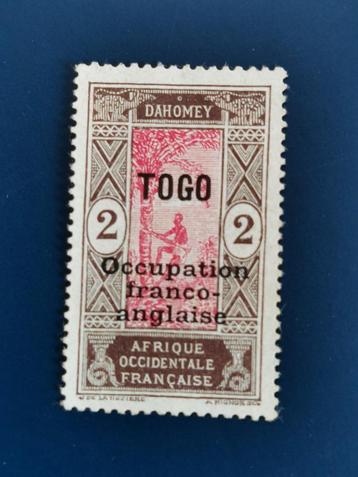 DAHOMEY
TOGO
2 2
Occupation
franco-
anglaise
AFRIQUE
OCCIDENTALE
FRANÇAISE